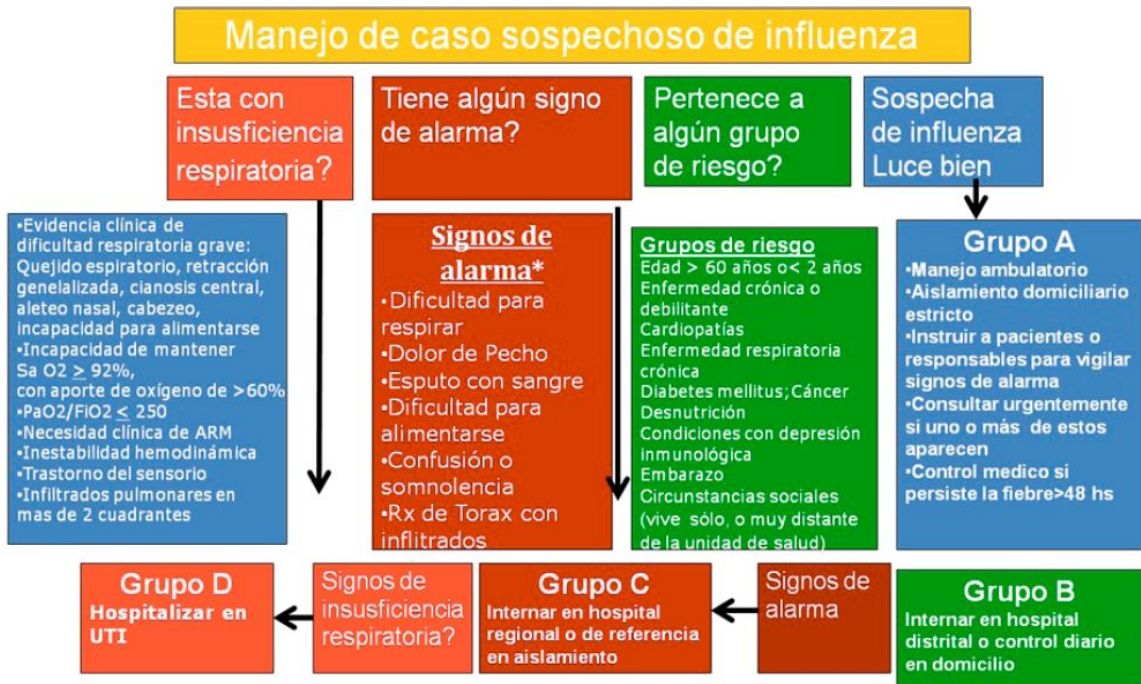 Manejo de caso sospechoso de influenza
Esta con
insusficiencia
respiratoria?
Tiene algún signo
de alarma?
Pertenece a
algún grupo
de riesgo?
Sospecha
de influenza
Luce bien
•Evidencia clínica de
dificultad respiratoria grave:
Quejido espiratorio, retracción
genelalizada, cianosis central,
aleteo nasal, cabezeo,
incapacidad para alimentarse
•Incapacidad de mantener
Sa O2 ≥ 92%,
con aporte de oxígeno de >60%
•PaO2/FiO2 ≤ 250
•Necesidad clínica de ARM
•Inestabilidad hemodinámica
•Trastorno del sensorio
•Infiltrados pulmonares en
mas de 2 cuadrantes
Signos de
alarma*
•Dificultad para
respirar
•Dolor de Pecho
•Esputo con sangre
•Dificultad para
alimentarse
•Confusión o
somnolencia
•Rx de Torax con
inflitrados
Grupos de riesgo
Edad > 60 años o< 2 años
Enfermedad crónica o
debilitante
Cardiopatías
Enfermedad respiratoria
crónica
Diabetes mellitus; Cáncer
Desnutrición
Condiciones con depresión
inmunológica
Embarazo
Circunstancias sociales
(vive sólo, o muy distante
de la unidad de salud)
Grupo A
•Manejo ambulatorio
•Aislamiento domiciliario
estricto
•Instruir a pacientes o
responsables para vigilar
signos de alarma
•Consultar urgentemente
si uno o más de estos
aparecen
•Control medico si
persiste la fiebre>48 hs
Grupo D
Hospitalizar en
UTI
Signos de
insuficiencia
respiratoria?
Grupo C
Internar en hospital
regional o de referencia
en aislamiento
Signos de
alarma
Grupo B
Internar en hospital
distrital o control diario
en domicilio